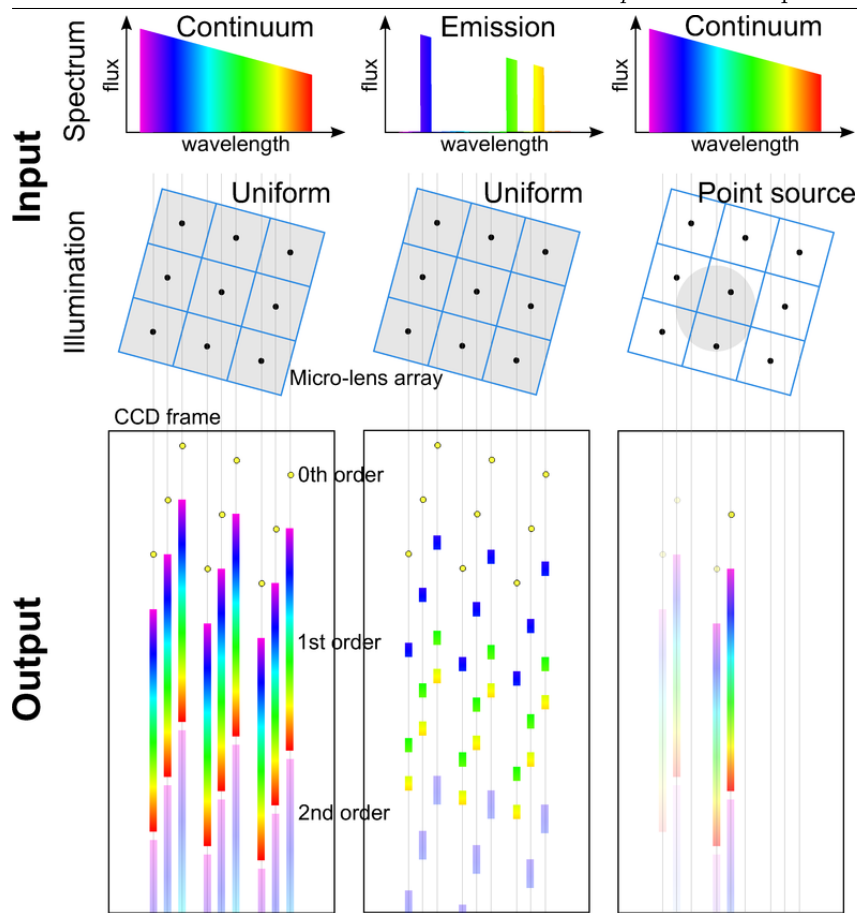 Continuum
Emission
Continuum
Input
Spectrum
flux
wavelength
flux
wavelength
flux
wavelength
Illumination
Uniform
Uniform
Point source
Micro-lens array
CCD frame
Output
0th order
1st order
2nd order